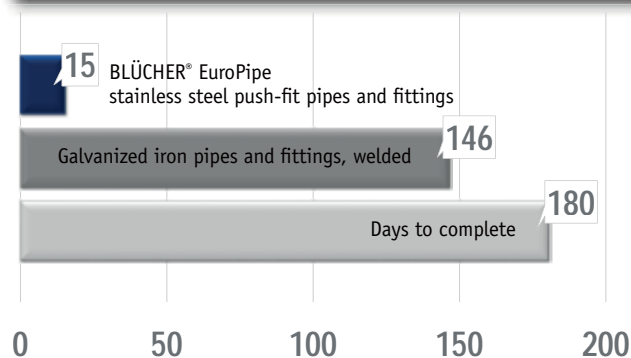 15
BLÜCHER® EuroPipe
stainless steel push-fit pipes and fittings
146
Galvanized iron pipes and fittings, welded
180
Days to complete
0 50 100 150 200